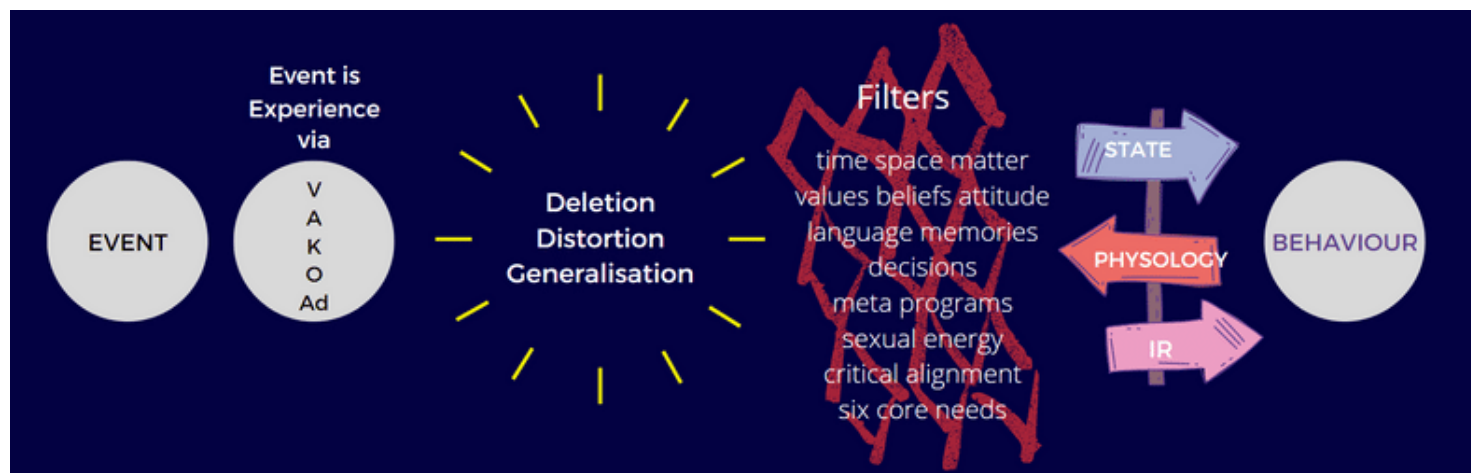 EVENT
Event is
Experience
via
V
A
K
O
Ad
Deletion
Distortion
Generalisation
Filters
time space matter
values beliefs attitude
language memories
decisions
meta programs
sexual energy
critical alignment
six core needs
STATE
PHYSOLOGY
IR
BEHAVIOUR